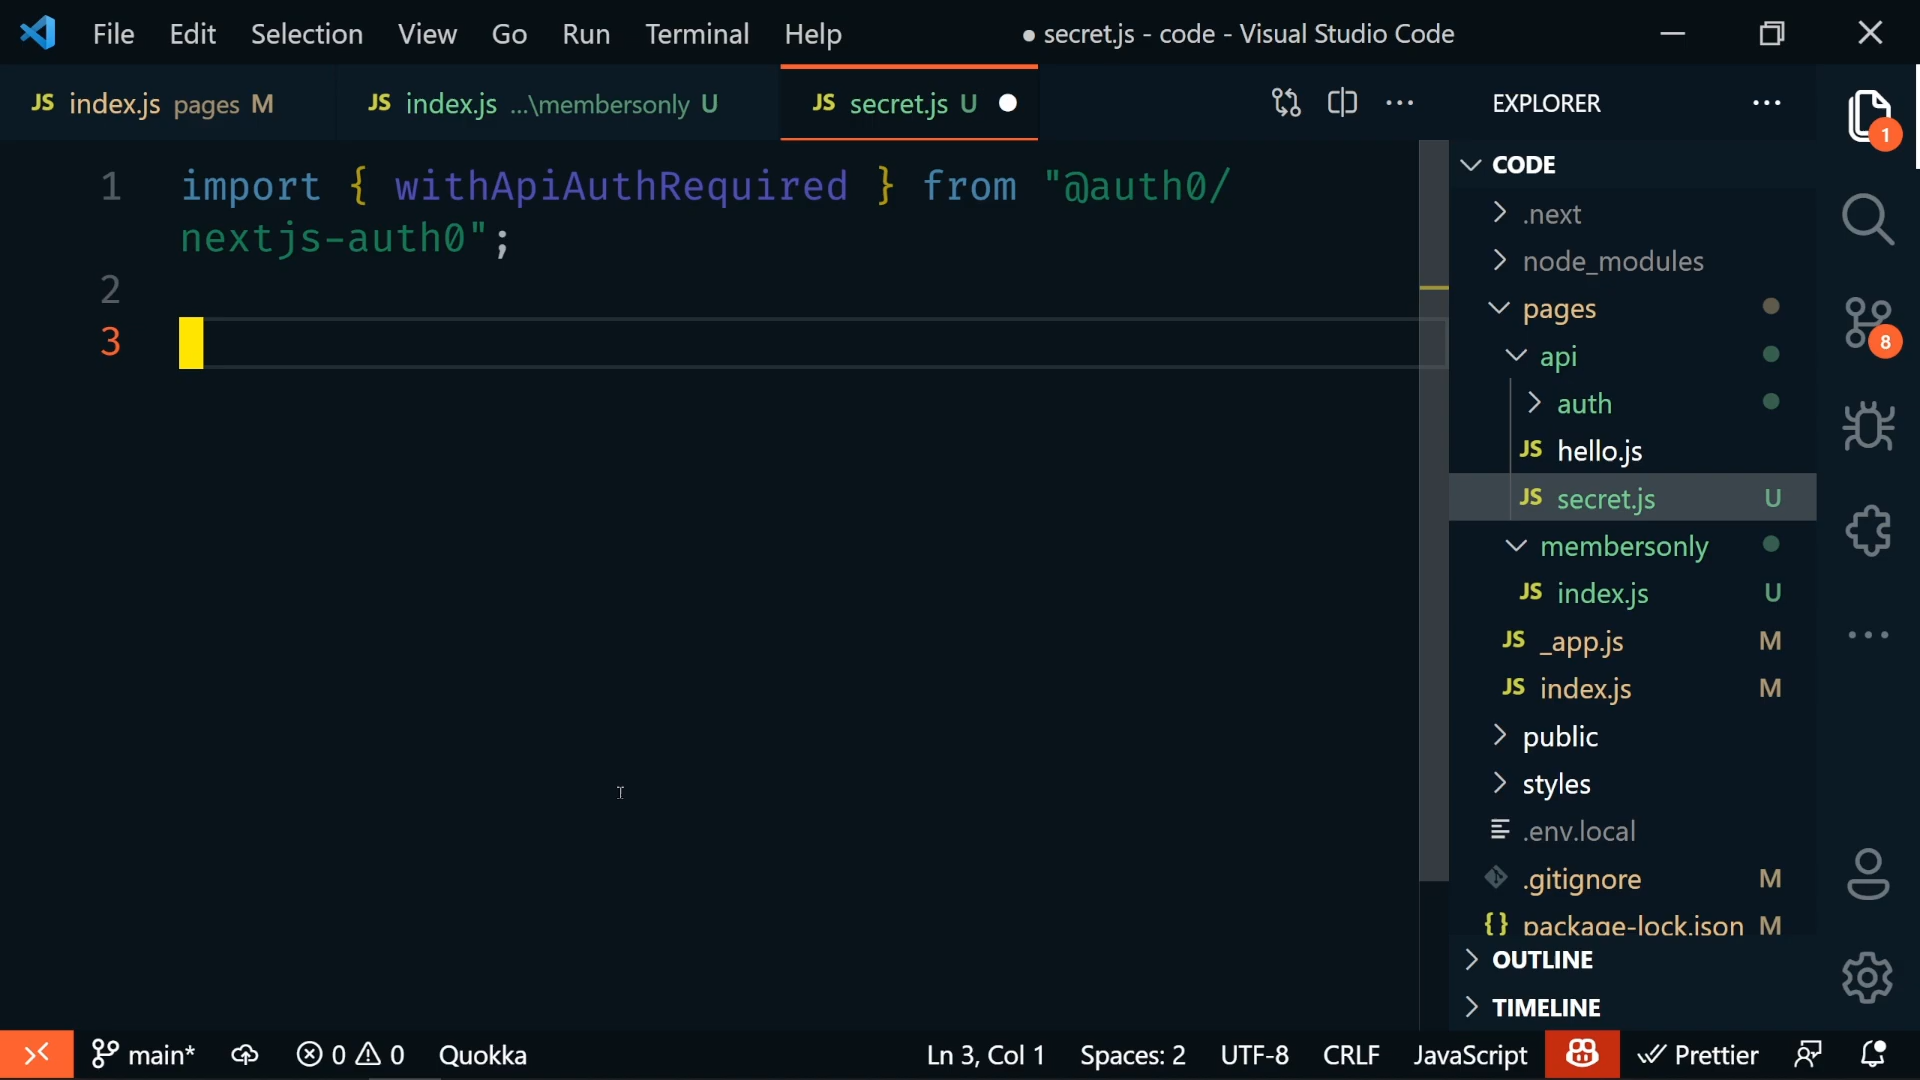 File Edit Selection View Go Run Terminal Help ● secret.js - code - Visual Studio Code
JS index.js pages M JS index.js ...\membersonly U JS secret.js U
1 import { withApiAuthRequired } from "@auth0/
nextjs-auth0";
2
3
EXPLORER
CODE
.next
node_modules
pages
api
auth
JS hello.js
JS secret.js U
membersonly
JS index.js U
JS _app.js M
JS index.js M
public
styles
.env.local
.gitignore M
{} package-lock.json M
OUTLINE
TIMELINE
1
8
main* 0 0 Quokka Ln 3, Col 1 Spaces: 2 UTF-8 CRLF JavaScript Prettier